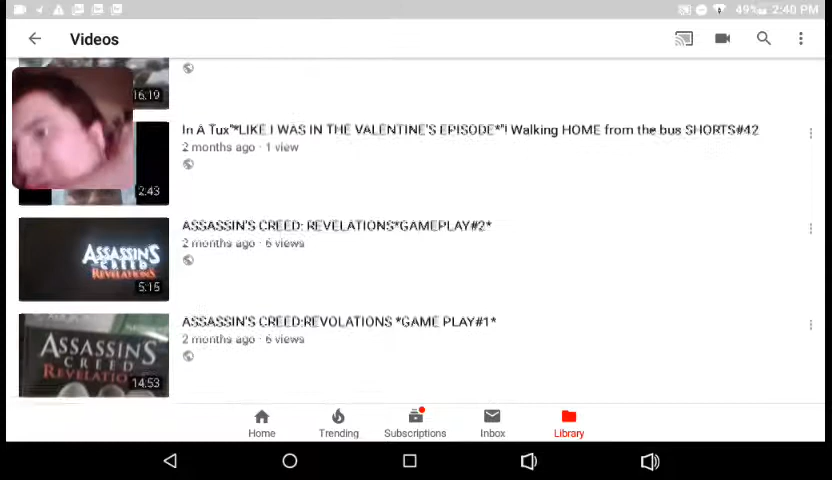 49% 2:40 PM
Videos
16:19
In A Tux"*LIKE I WAS IN THE VALENTINE'S EPISODE*"! Walking HOME from the bus SHORTS#42
2 months ago · 1 view
2:43
ASSASSIN'S CREED: REVELATIONS*GAMEPLAY#2*
2 months ago · 6 views
ASSASSIN'S
CREED
REVELATIONS
5:15
ASSASSIN'S CREED:REVOLATIONS *GAME PLAY#1*
2 months ago · 6 views
ASSASSIN'S
CREED
REVELATIO
14:53
Home Trending Subscriptions Inbox Library